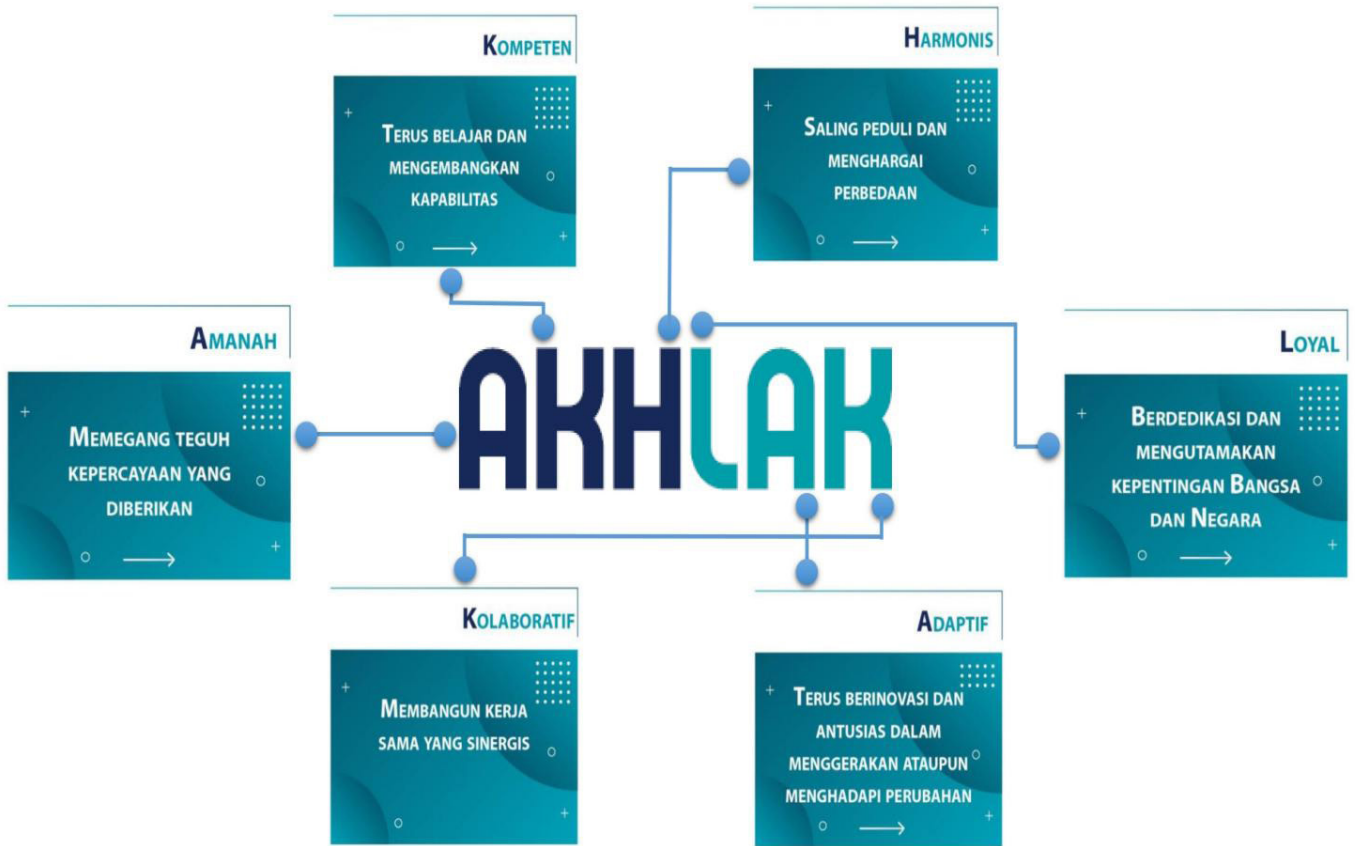 KOMPETEN
TERUS BELAJAR DAN
MENGEMBANGKAN
KAPABILITAS
HARMONIS
SALING PEDULI DAN
MENGHARGAI
PERBEDAAN
AMANAH
MEMEGANG TEGUH
KEPERCAYAAN YANG
DIBERIKAN
AKHLAK
LOYAL
BERDEDIKASI DAN
MENGUTAMAKAN
KEPENTINGAN BANGSA
DAN NEGARA
KOLABORATIF
MEMBANGUN KERJA
SAMA YANG SINERGIS
ADAPTIF
TERUS BERINOVASI DAN
ANTUSIAS DALAM
MENGGERAKAN ATAUPUN
MENGHADAPI PERUBAHAN